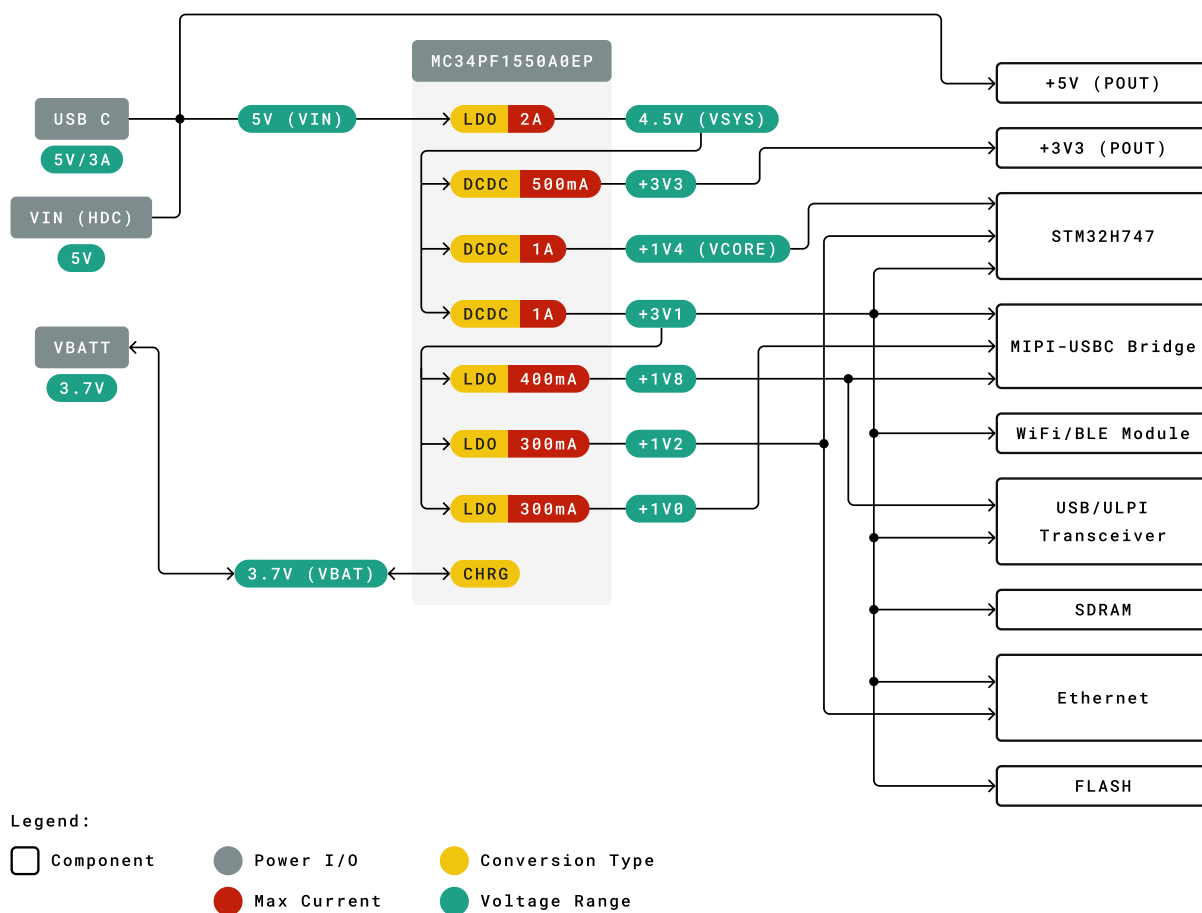 MC34PF1550A0EP
+5V (POUT)
USB C
5V (VIN)
LDO 2A
4.5V (VSYS)
5V/3A
+3V3 (POUT)
DCDC 500mA
+3V3
VIN (HDC)
5V
DCDC 1A
+1V4 (VCORE)
STM32H747
DCDC 1A
+3V1
VBATT
3.7V
MIPI-USBC Bridge
LDO 400mA
+1V8
WiFi/BLE Module
LDO 300mA
+1V2
LDO 300mA
+1V0
USB/ULPI
Transceiver
3.7V (VBAT)
CHRG
SDRAM
Ethernet
FLASH
Legend:
Component
Power I/O
Conversion Type
Max Current
Voltage Range